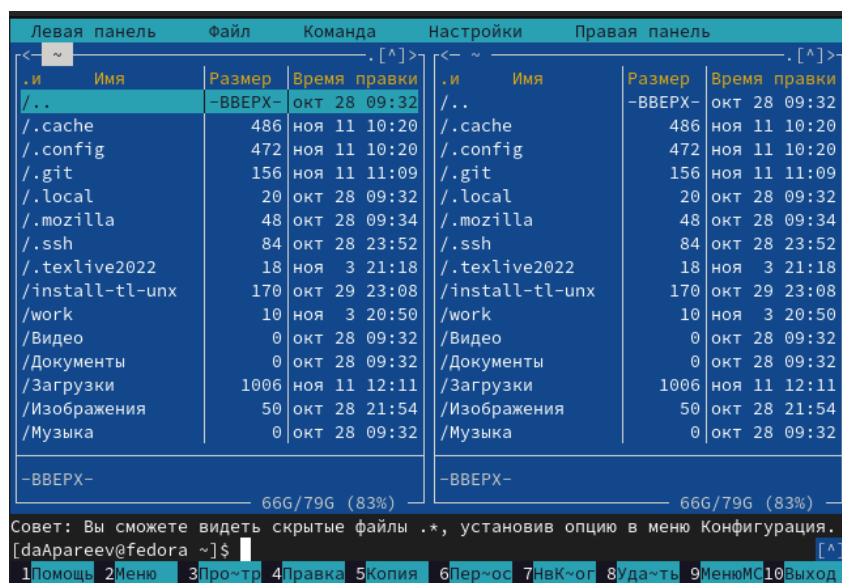 Левая панель Файл Команда Настройки Правая панель
<─ ~ ─.[^]>┐ <─ ~ ─.[^]>
.и Имя Размер Время правки .и Имя Размер Время правки
/.. -ВВЕРХ- окт 28 09:32 /.. -ВВЕРХ- окт 28 09:32
/.cache 486 ноя 11 10:20 /.cache 486 ноя 11 10:20
/.config 472 ноя 11 10:20 /.config 472 ноя 11 10:20
/.git 156 ноя 11 11:09 /.git 156 ноя 11 11:09
/.local 20 окт 28 09:32 /.local 20 окт 28 09:32
/.mozilla 48 окт 28 09:34 /.mozilla 48 окт 28 09:34
/.ssh 84 окт 28 23:52 /.ssh 84 окт 28 23:52
/.texlive2022 18 ноя 3 21:18 /.texlive2022 18 ноя 3 21:18
/install-tl-unx 170 окт 29 23:08 /install-tl-unx 170 окт 29 23:08
/work 10 ноя 3 20:50 /work 10 ноя 3 20:50
/Видео 0 окт 28 09:32 /Видео 0 окт 28 09:32
/Документы 0 окт 28 09:32 /Документы 0 окт 28 09:32
/Загрузки 1006 ноя 11 12:11 /Загрузки 1006 ноя 11 12:11
/Изображения 50 окт 28 21:54 /Изображения 50 окт 28 21:54
/Музыка 0 окт 28 09:32 /Музыка 0 окт 28 09:32
-ВВЕРХ- -ВВЕРХ-
66G/79G (83%) 66G/79G (83%)
Совет: Вы сможете видеть скрытые файлы .*, установив опцию в меню Конфигурация.
[daApareev@fedora ~]$ [^]
1Помощь 2Меню 3Про~тр 4Правка 5Копия 6Пер~ос 7НвК~ог 8Уда~ть 9МенюMC10Выход